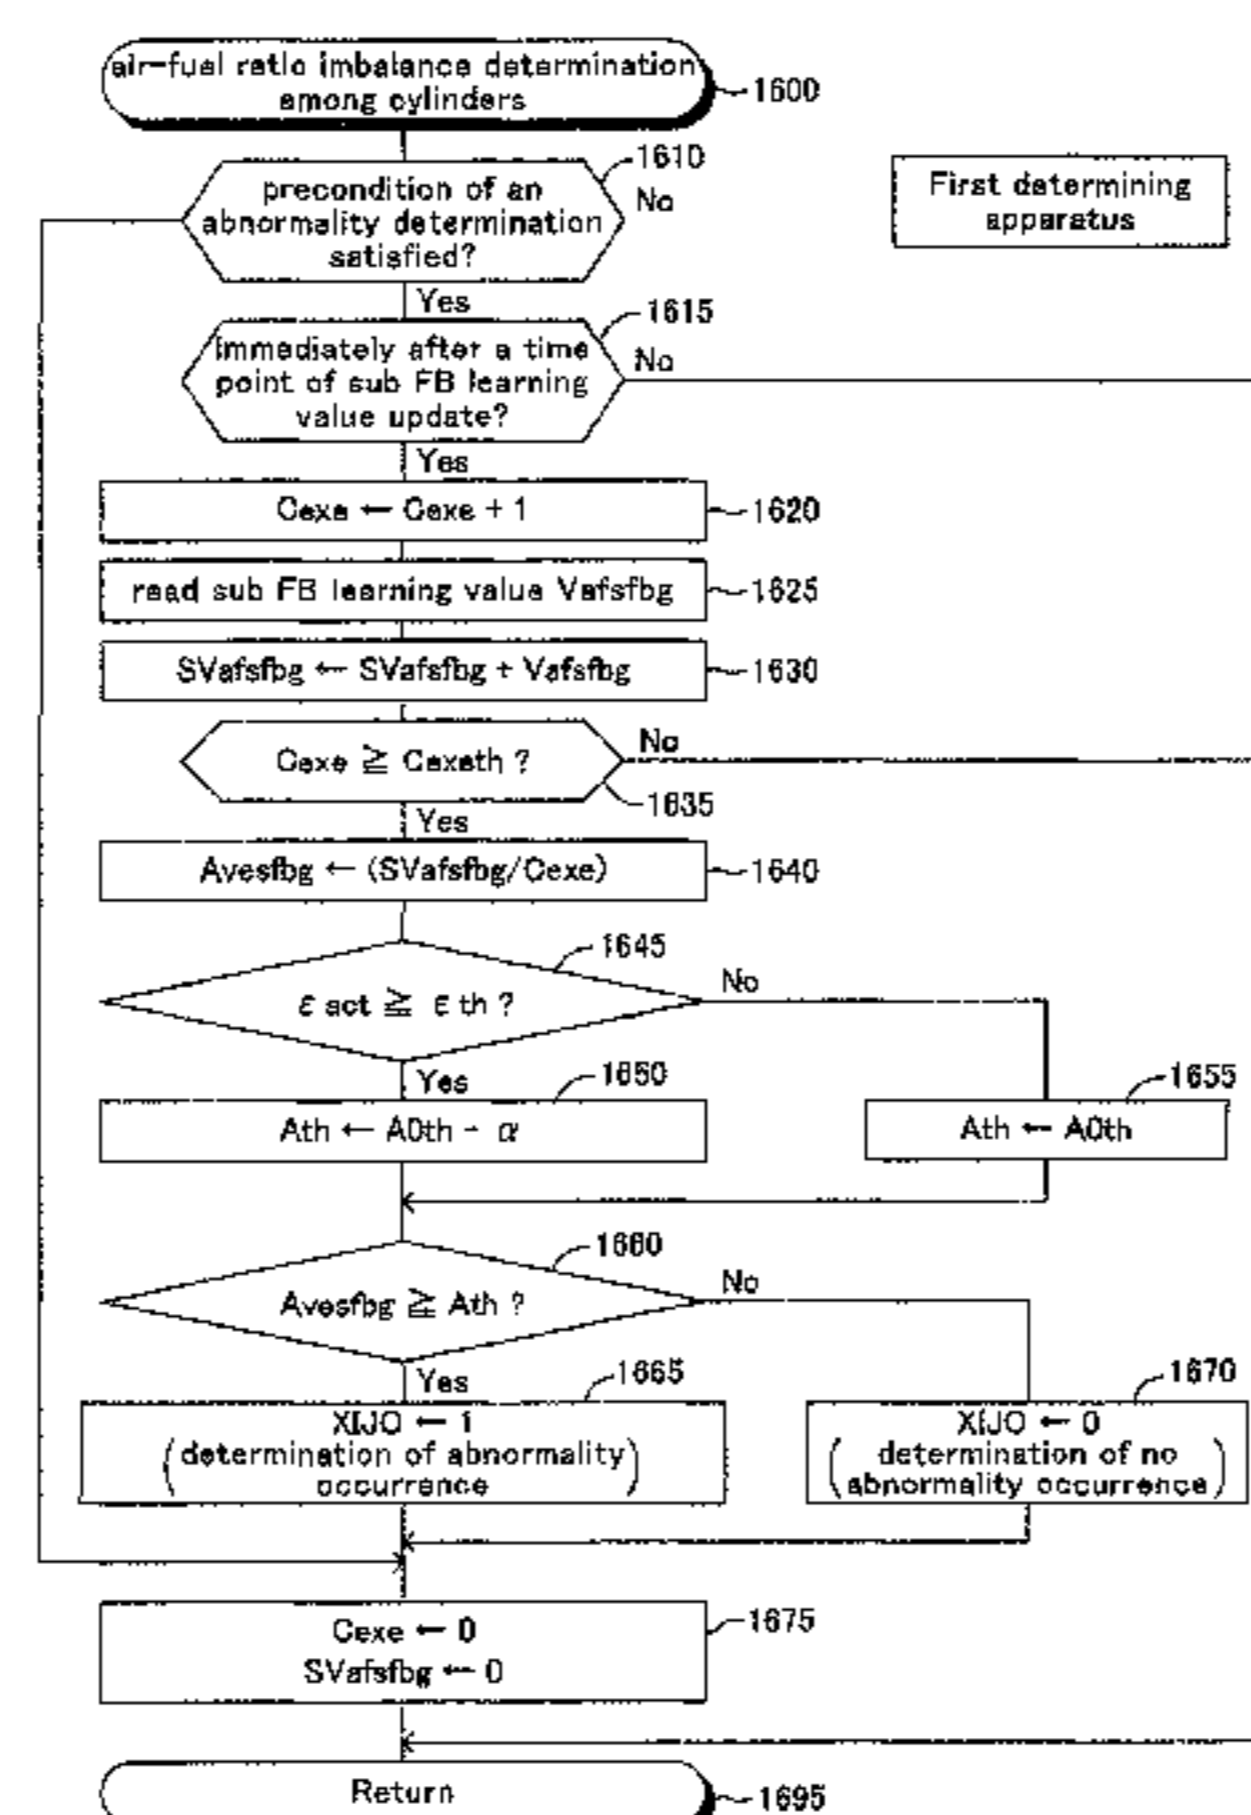 air-fuel ratio imbalance determination
among cylinders
1600
1610
precondition of an
abnormality determination
satisfied?
No
First determining
apparatus
Yes
1615
immediately after a time
point of sub FB learning
value update?
No
Yes
Cexe ← Cexe + 1
1620
read sub FB learning value Vafsfbg
1625
SVafsfbg ← SVafsfbg + Vafsfbg
1630
Cexe ≧ Cexeth ?
No
1635
Yes
Avesfbg ← (SVafsfbg/Cexe)
1640
1645
ε act ≧ ε th ?
No
Yes
1650
1655
Ath ← A0th - α
Ath ← A0th
1660
Avesfbg ≧ Ath ?
No
Yes
1665
1670
XIJO ← 1
(determination of abnormality
occurrence)
XIJO ← 0
(determination of no
abnormality occurrence)
Cexe ← 0
SVafsfbg ← 0
1675
Return
1695